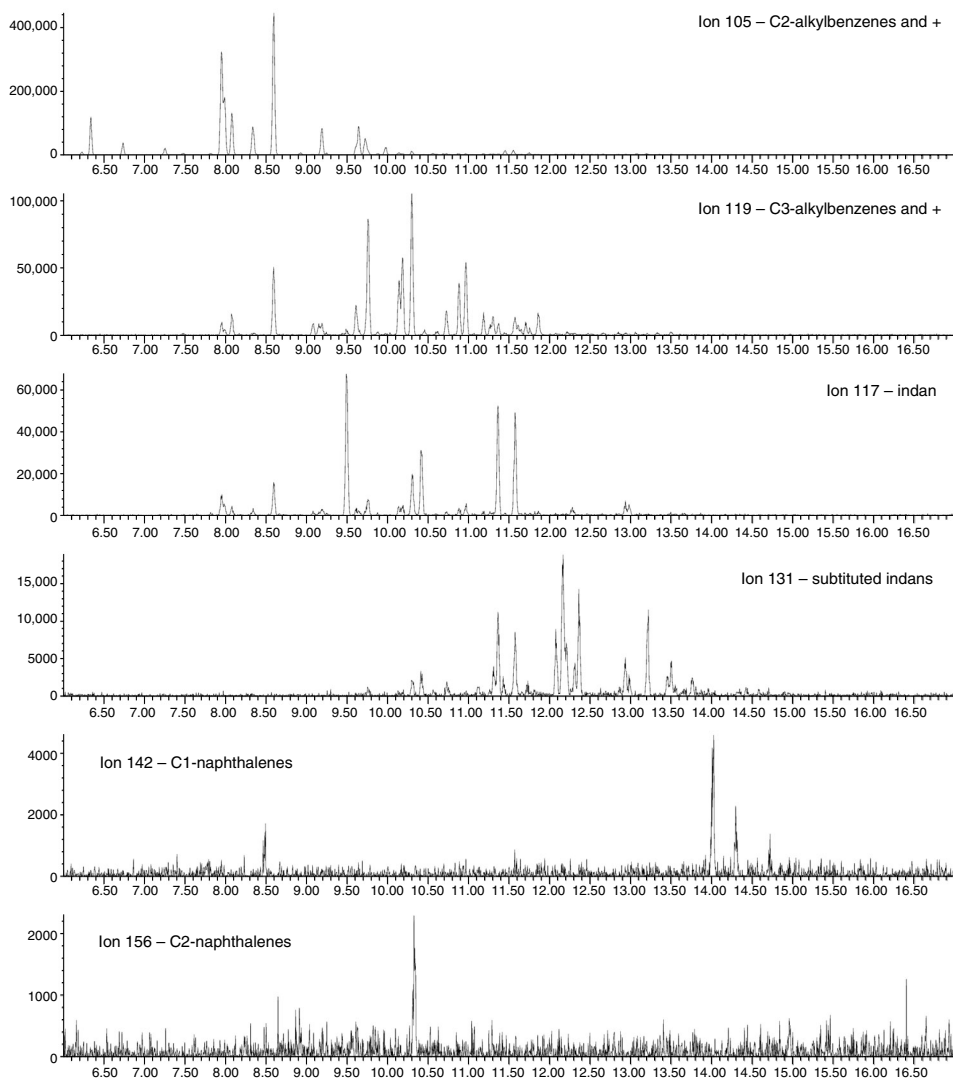 Ion 105 – C2-alkylbenzenes and +
400,000
200,000
0
6.50 7.00 7.50 8.00 8.50 9.00 9.50 10.00 10.50 11.00 11.50 12.00 12.50 13.00 13.50 14.00 14.50 15.00 15.50 16.00 16.50
Ion 119 – C3-alkylbenzenes and +
100,000
50,000
0
6.50 7.00 7.50 8.00 8.50 9.00 9.50 10.00 10.50 11.00 11.50 12.00 12.50 13.00 13.50 14.00 14.50 15.00 15.50 16.00 16.50
Ion 117 – indan
60,000
40,000
20,000
0
6.50 7.00 7.50 8.00 8.50 9.00 9.50 10.00 10.50 11.00 11.50 12.00 12.50 13.00 13.50 14.00 14.50 15.00 15.50 16.00 16.50
Ion 131 – subtituted indans
15,000
10,000
5000
0
6.50 7.00 7.50 8.00 8.50 9.00 9.50 10.00 10.50 11.00 11.50 12.00 12.50 13.00 13.50 14.00 14.50 15.00 15.50 16.00 16.50
Ion 142 – C1-naphthalenes
4000
2000
0
6.50 7.00 7.50 8.00 8.50 9.00 9.50 10.00 10.50 11.00 11.50 12.00 12.50 13.00 13.50 14.00 14.50 15.00 15.50 16.00 16.50
Ion 156 – C2-naphthalenes
2000
1000
0
6.50 7.00 7.50 8.00 8.50 9.00 9.50 10.00 10.50 11.00 11.50 12.00 12.50 13.00 13.50 14.00 14.50 15.00 15.50 16.00 16.50